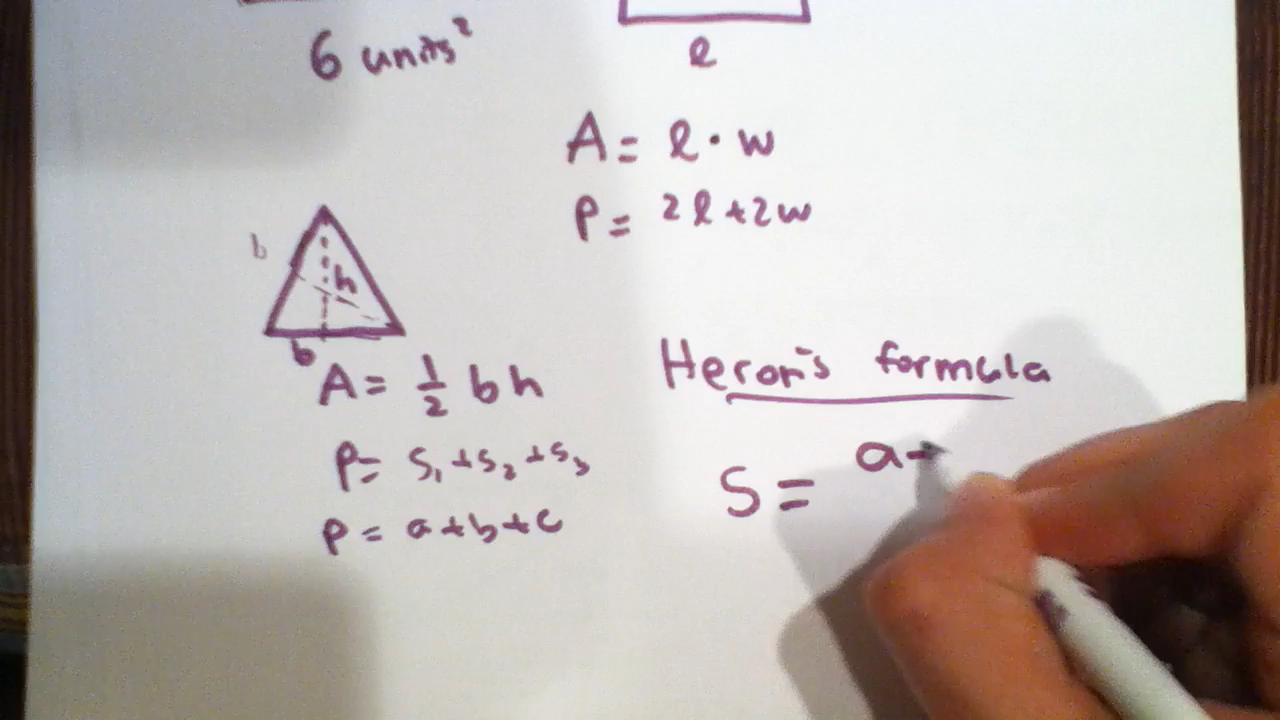 6 units²
l
A = l · w
P = 2l + 2w
b
h
b
A = 1/2 b h
P = S₁ + S₂ + S₃
P = a + b + c
Heron's formula
S = a +